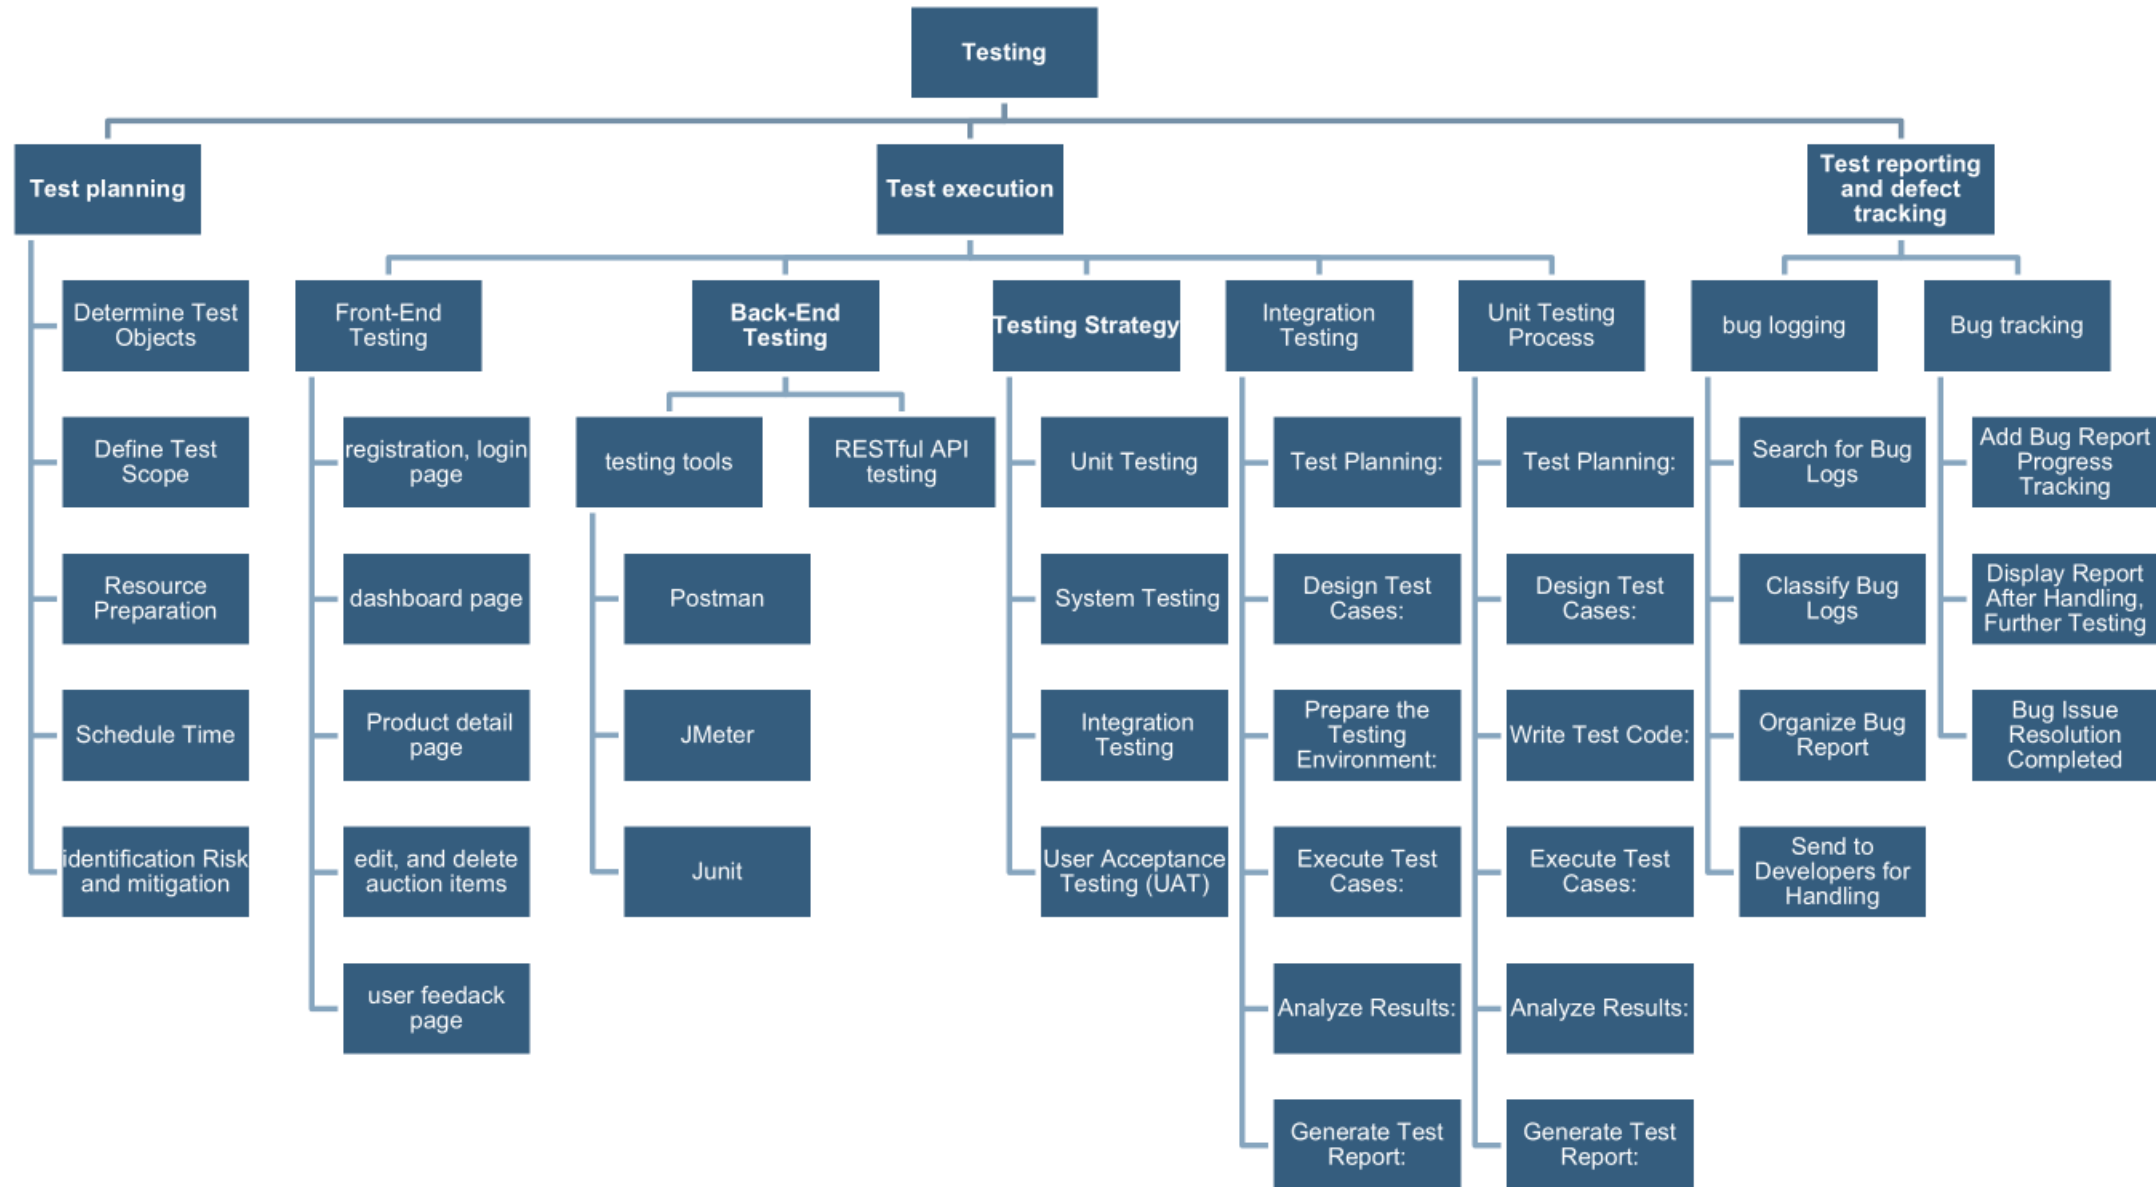 Testing
Test planning
Test execution
Test reporting
and defect
tracking
Determine Test
Objects
Define Test
Scope
Resource
Preparation
Schedule Time
identification Risk
and mitigation
Front-End
Testing
registration, login
page
dashboard page
Product detail
page
edit, and delete
auction items
user feedack
page
Back-End
Testing
testing tools
Postman
JMeter
Junit
RESTful API
testing
Testing Strategy
Unit Testing
System Testing
Integration
Testing
User Acceptance
Testing (UAT)
Integration
Testing
Test Planning:
Design Test
Cases:
Prepare the
Testing
Environment:
Execute Test
Cases:
Analyze Results:
Generate Test
Report:
Unit Testing
Process
Test Planning:
Design Test
Cases:
Write Test Code:
Execute Test
Cases:
Analyze Results:
Generate Test
Report:
bug logging
Search for Bug
Logs
Classify Bug
Logs
Organize Bug
Report
Send to
Developers for
Handling
Bug tracking
Add Bug Report
Progress
Tracking
Display Report
After Handling,
Further Testing
Bug Issue
Resolution
Completed